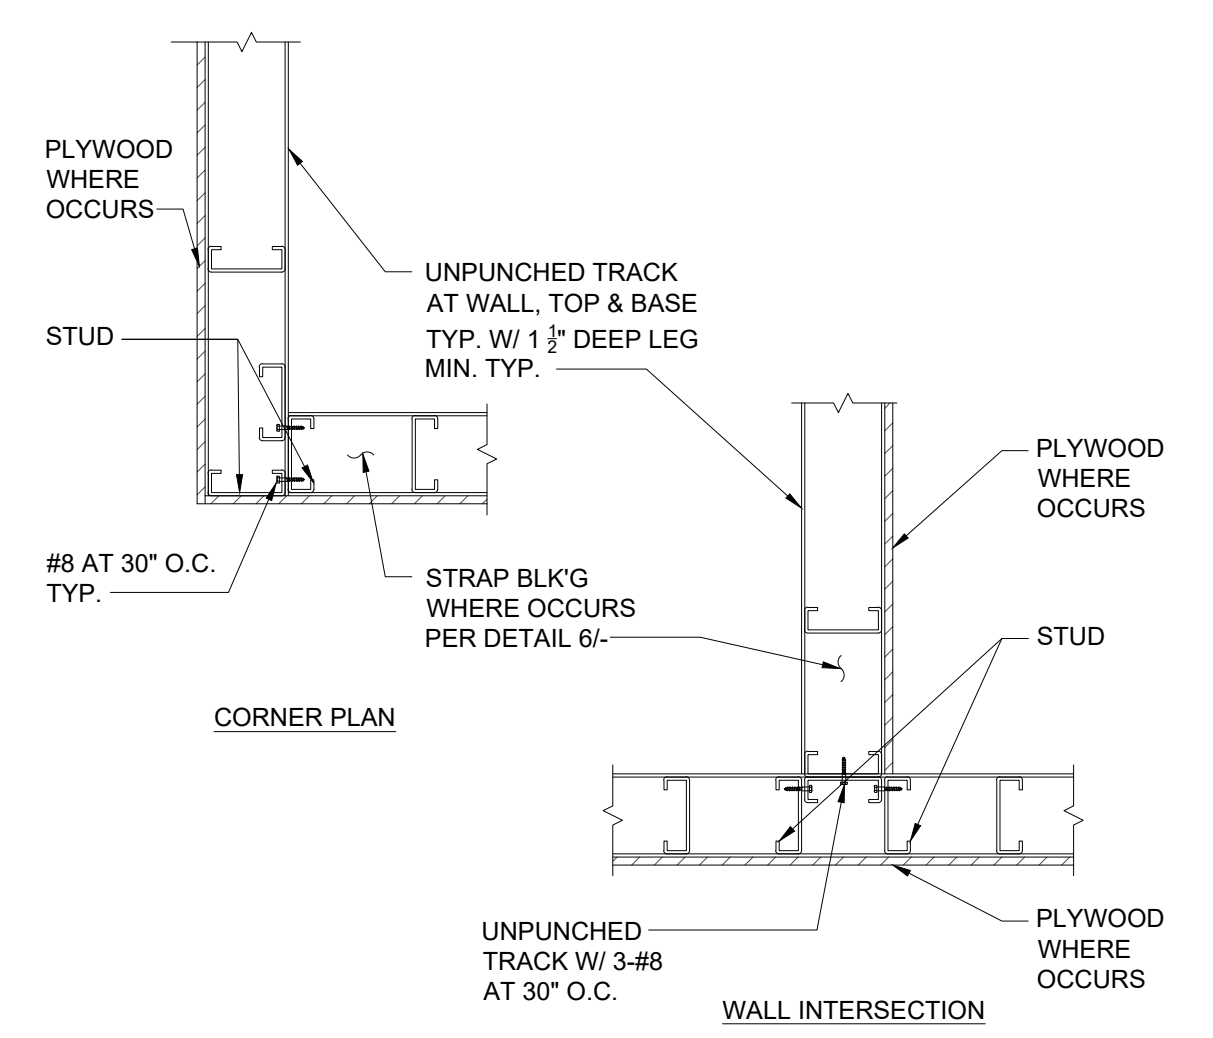 PLYWOOD
WHERE
OCCURS
UNPUNCHED TRACK
AT WALL, TOP & BASE
TYP. W/ 1 1/2" DEEP LEG
MIN. TYP.
STUD
#8 AT 30" O.C.
TYP.
STRAP BLK'G
WHERE OCCURS
PER DETAIL 6/-
CORNER PLAN
PLYWOOD
WHERE
OCCURS
STUD
UNPUNCHED
TRACK W/ 3-#8
AT 30" O.C.
PLYWOOD
WHERE
OCCURS
WALL INTERSECTION